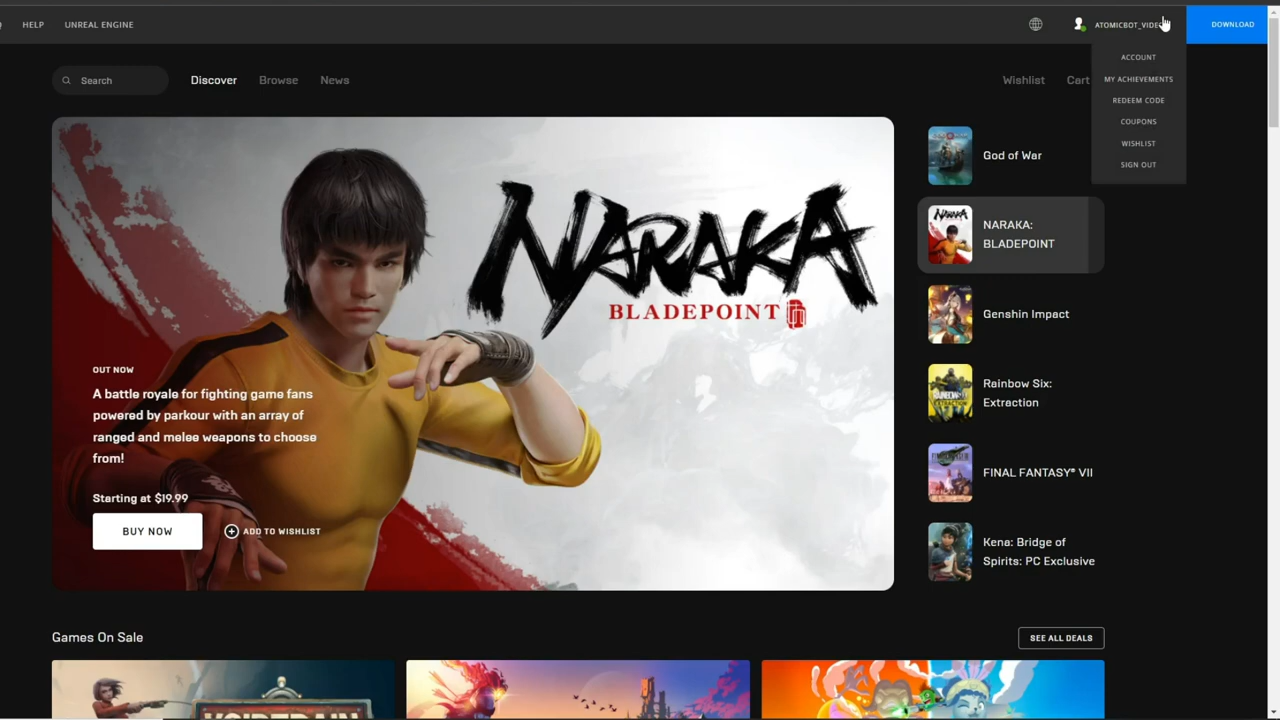 HELP
UNREAL ENGINE
DOWNLOAD
ACCOUNT
MY ACHIEVEMENTS
REDEEM CODE
COUPONS
WISHLIST
SIGN OUT
Search
Discover
Browse
News
Wishlist
Cart
NARAKA
BLADEPOINT
OUT NOW
A battle royale for fighting game fans
powered by parkour with an array of
ranged and melee weapons to choose
from!
Starting at $19.99
BUY NOW
ADD TO WISHLIST
God of War
NARAKA:
BLADEPOINT
Genshin Impact
Rainbow Six:
Extraction
FINAL FANTASY® VII
Kena: Bridge of
Spirits: PC Exclusive
Games On Sale
SEE ALL DEALS